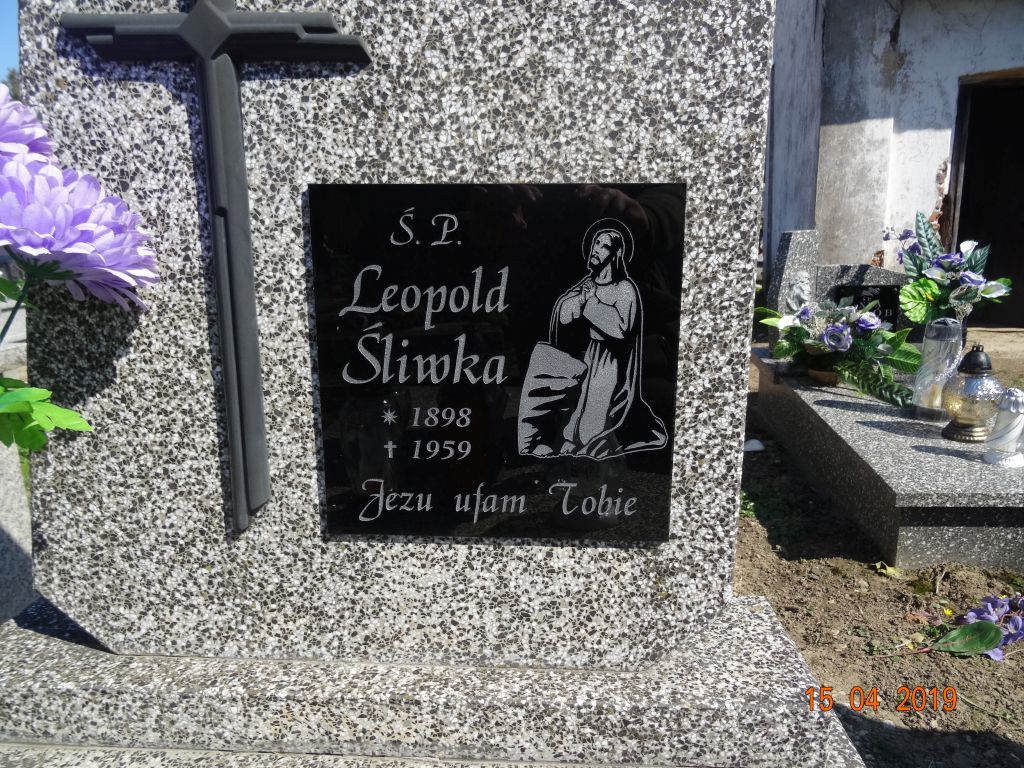 Ś. P.
Leopold
Śliwka
* 1898
† 1959
Jezu ufam Tobie
15 04 2019